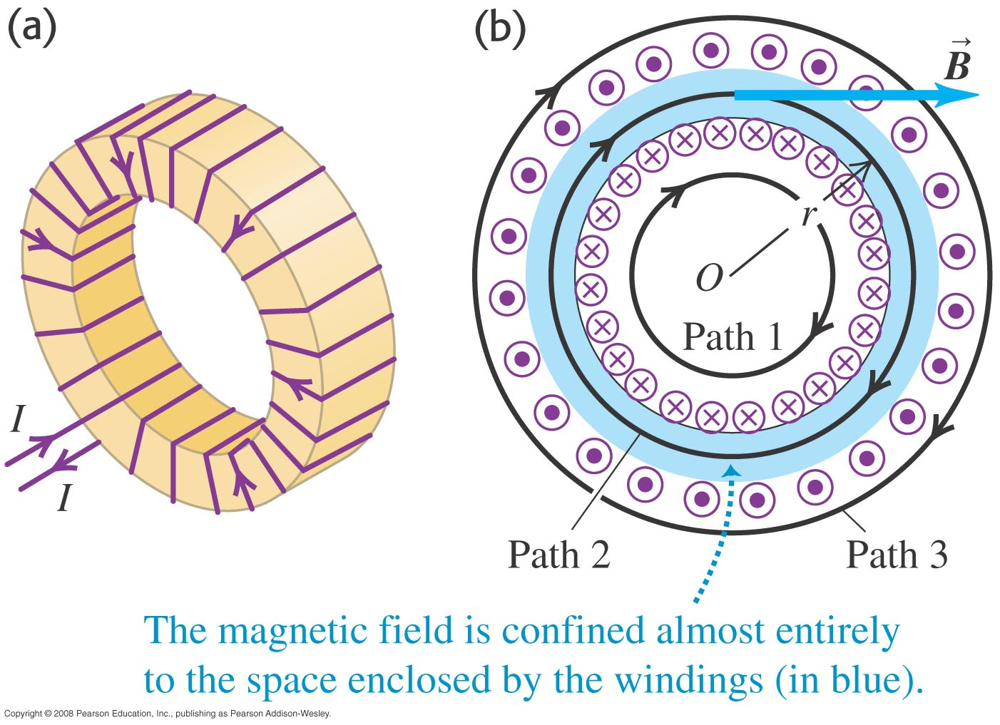 (a)
(b)
B
r
O
Path 1
I
I
Path 2
Path 3
The magnetic field is confined almost entirely
to the space enclosed by the windings (in blue).
Copyright © 2008 Pearson Education, Inc., publishing as Pearson Addison-Wesley.